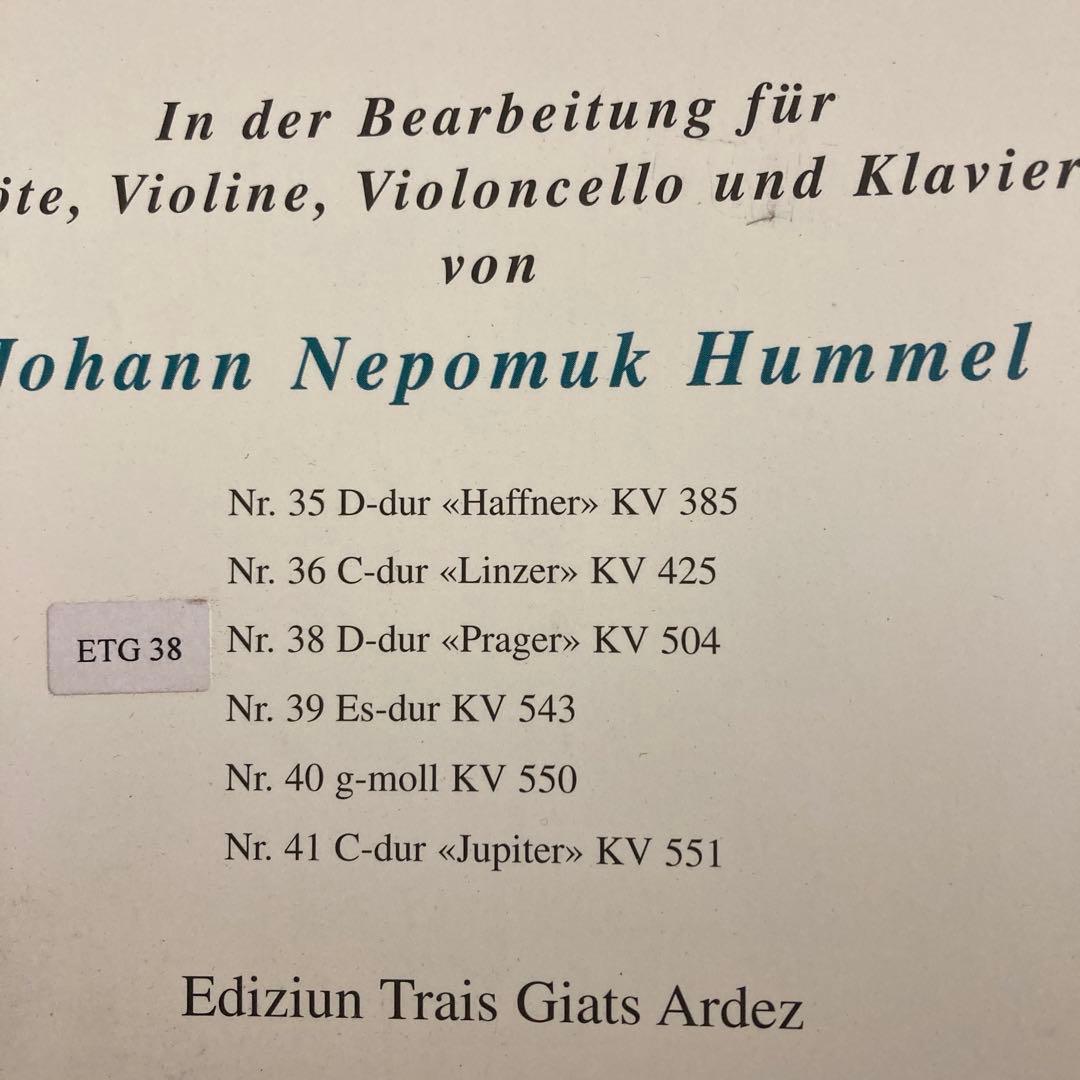 In der Bearbeitung für
öte, Violine, Violoncello und Klavier
von
Johann Nepomuk Hummel
Nr. 35 D-dur «Haffner» KV 385
Nr. 36 C-dur «Linzer» KV 425
ETG 38 Nr. 38 D-dur «Prager» KV 504
Nr. 39 Es-dur KV 543
Nr. 40 g-moll KV 550
Nr. 41 C-dur «Jupiter» KV 551
Ediziun Trais Giats Ardez